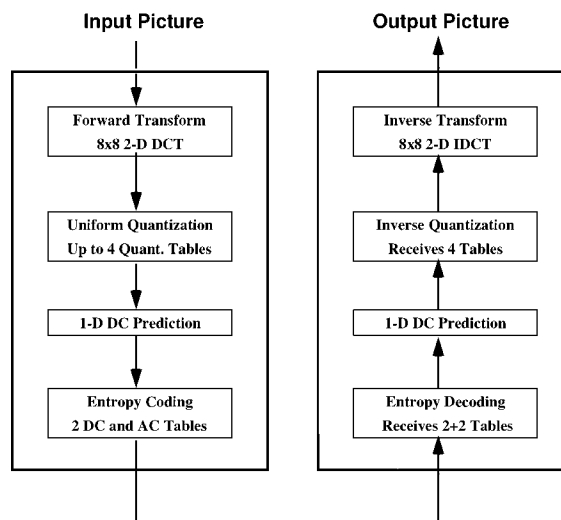 Input Picture
Forward Transform
8x8 2-D DCT
Uniform Quantization
Up to 4 Quant. Tables
1-D DC Prediction
Entropy Coding
2 DC and AC Tables
Output Picture
Inverse Transform
8x8 2-D IDCT
Inverse Quantization
Receives 4 Tables
1-D DC Prediction
Entropy Decoding
Receives 2+2 Tables